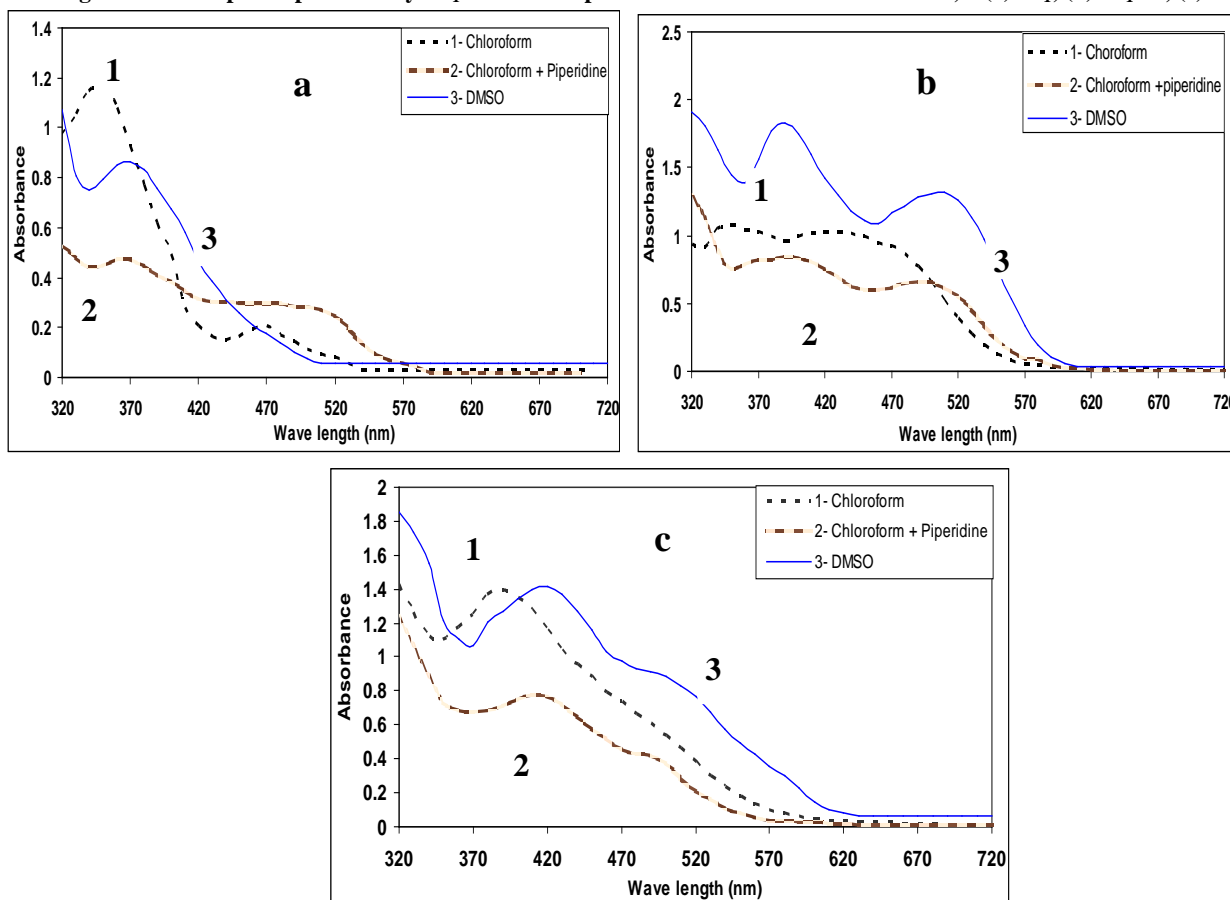 1- Chloroform
2- Chloroform + Piperidine
3- DMSO
a
1
3
2
Absorbance
1.4
1.2
1
0.8
0.6
0.4
0.2
0
320 370 420 470 520 570 620 670 720
Wave length (nm)
1- Choroform
2- Chloroform +piperidine
3- DMSO
b
1
3
2
Absorbance
2.5
2
1.5
1
0.5
0
320 370 420 470 520 570 620 670 720
Wave length (nm)
1- Chloroform
2- Chloroform + Piperidine
3- DMSO
c
1
3
2
Absorbance
2
1.8
1.6
1.4
1.2
1
0.8
0.6
0.4
0.2
0
320 370 420 470 520 570 620 670 720
Wave length (nm)